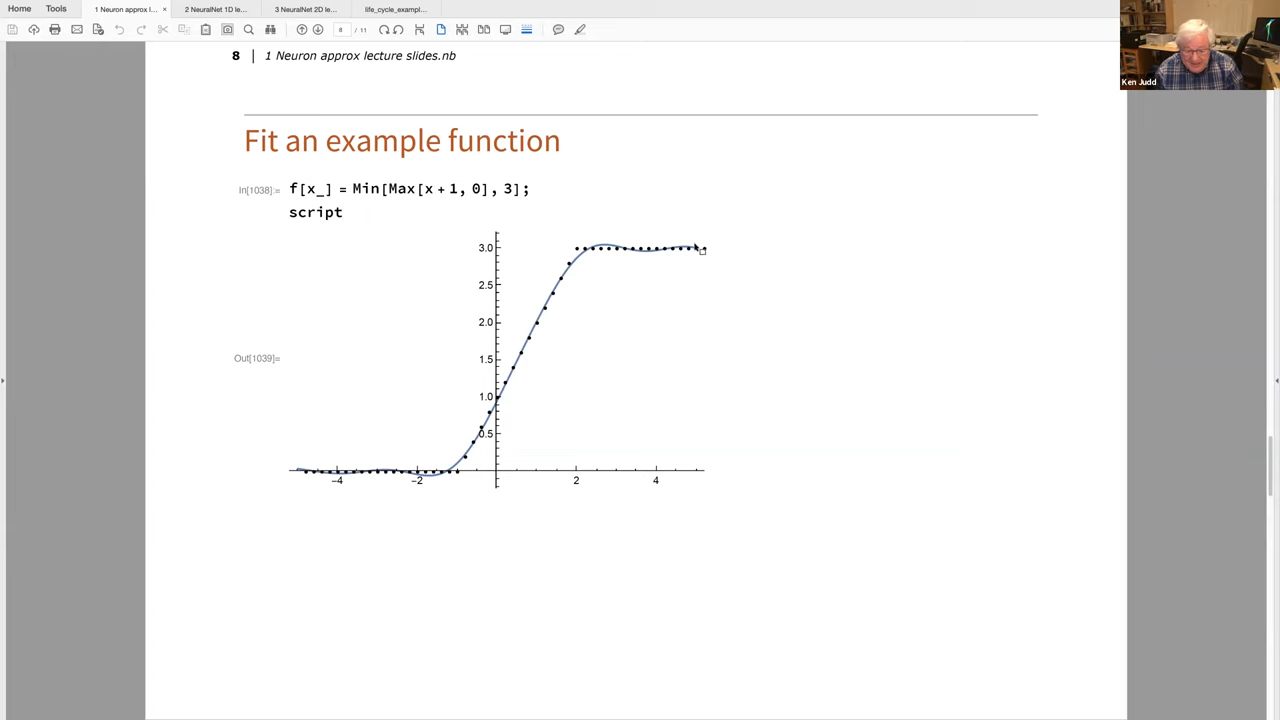 Home Tools 1 Neuron approx l... × 2 NeuralNet 1D le... 3 NeuralNet 2D le... life_cycle_exampl...
8 / 11
Ken Judd
8 | 1 Neuron approx lecture slides.nb
Fit an example function
In[1038]:= f[x_] = Min[Max[x + 1, 0], 3];
script
3.0
2.5
2.0
1.5
Out[1039]=
1.0
0.5
-4 -2 2 4